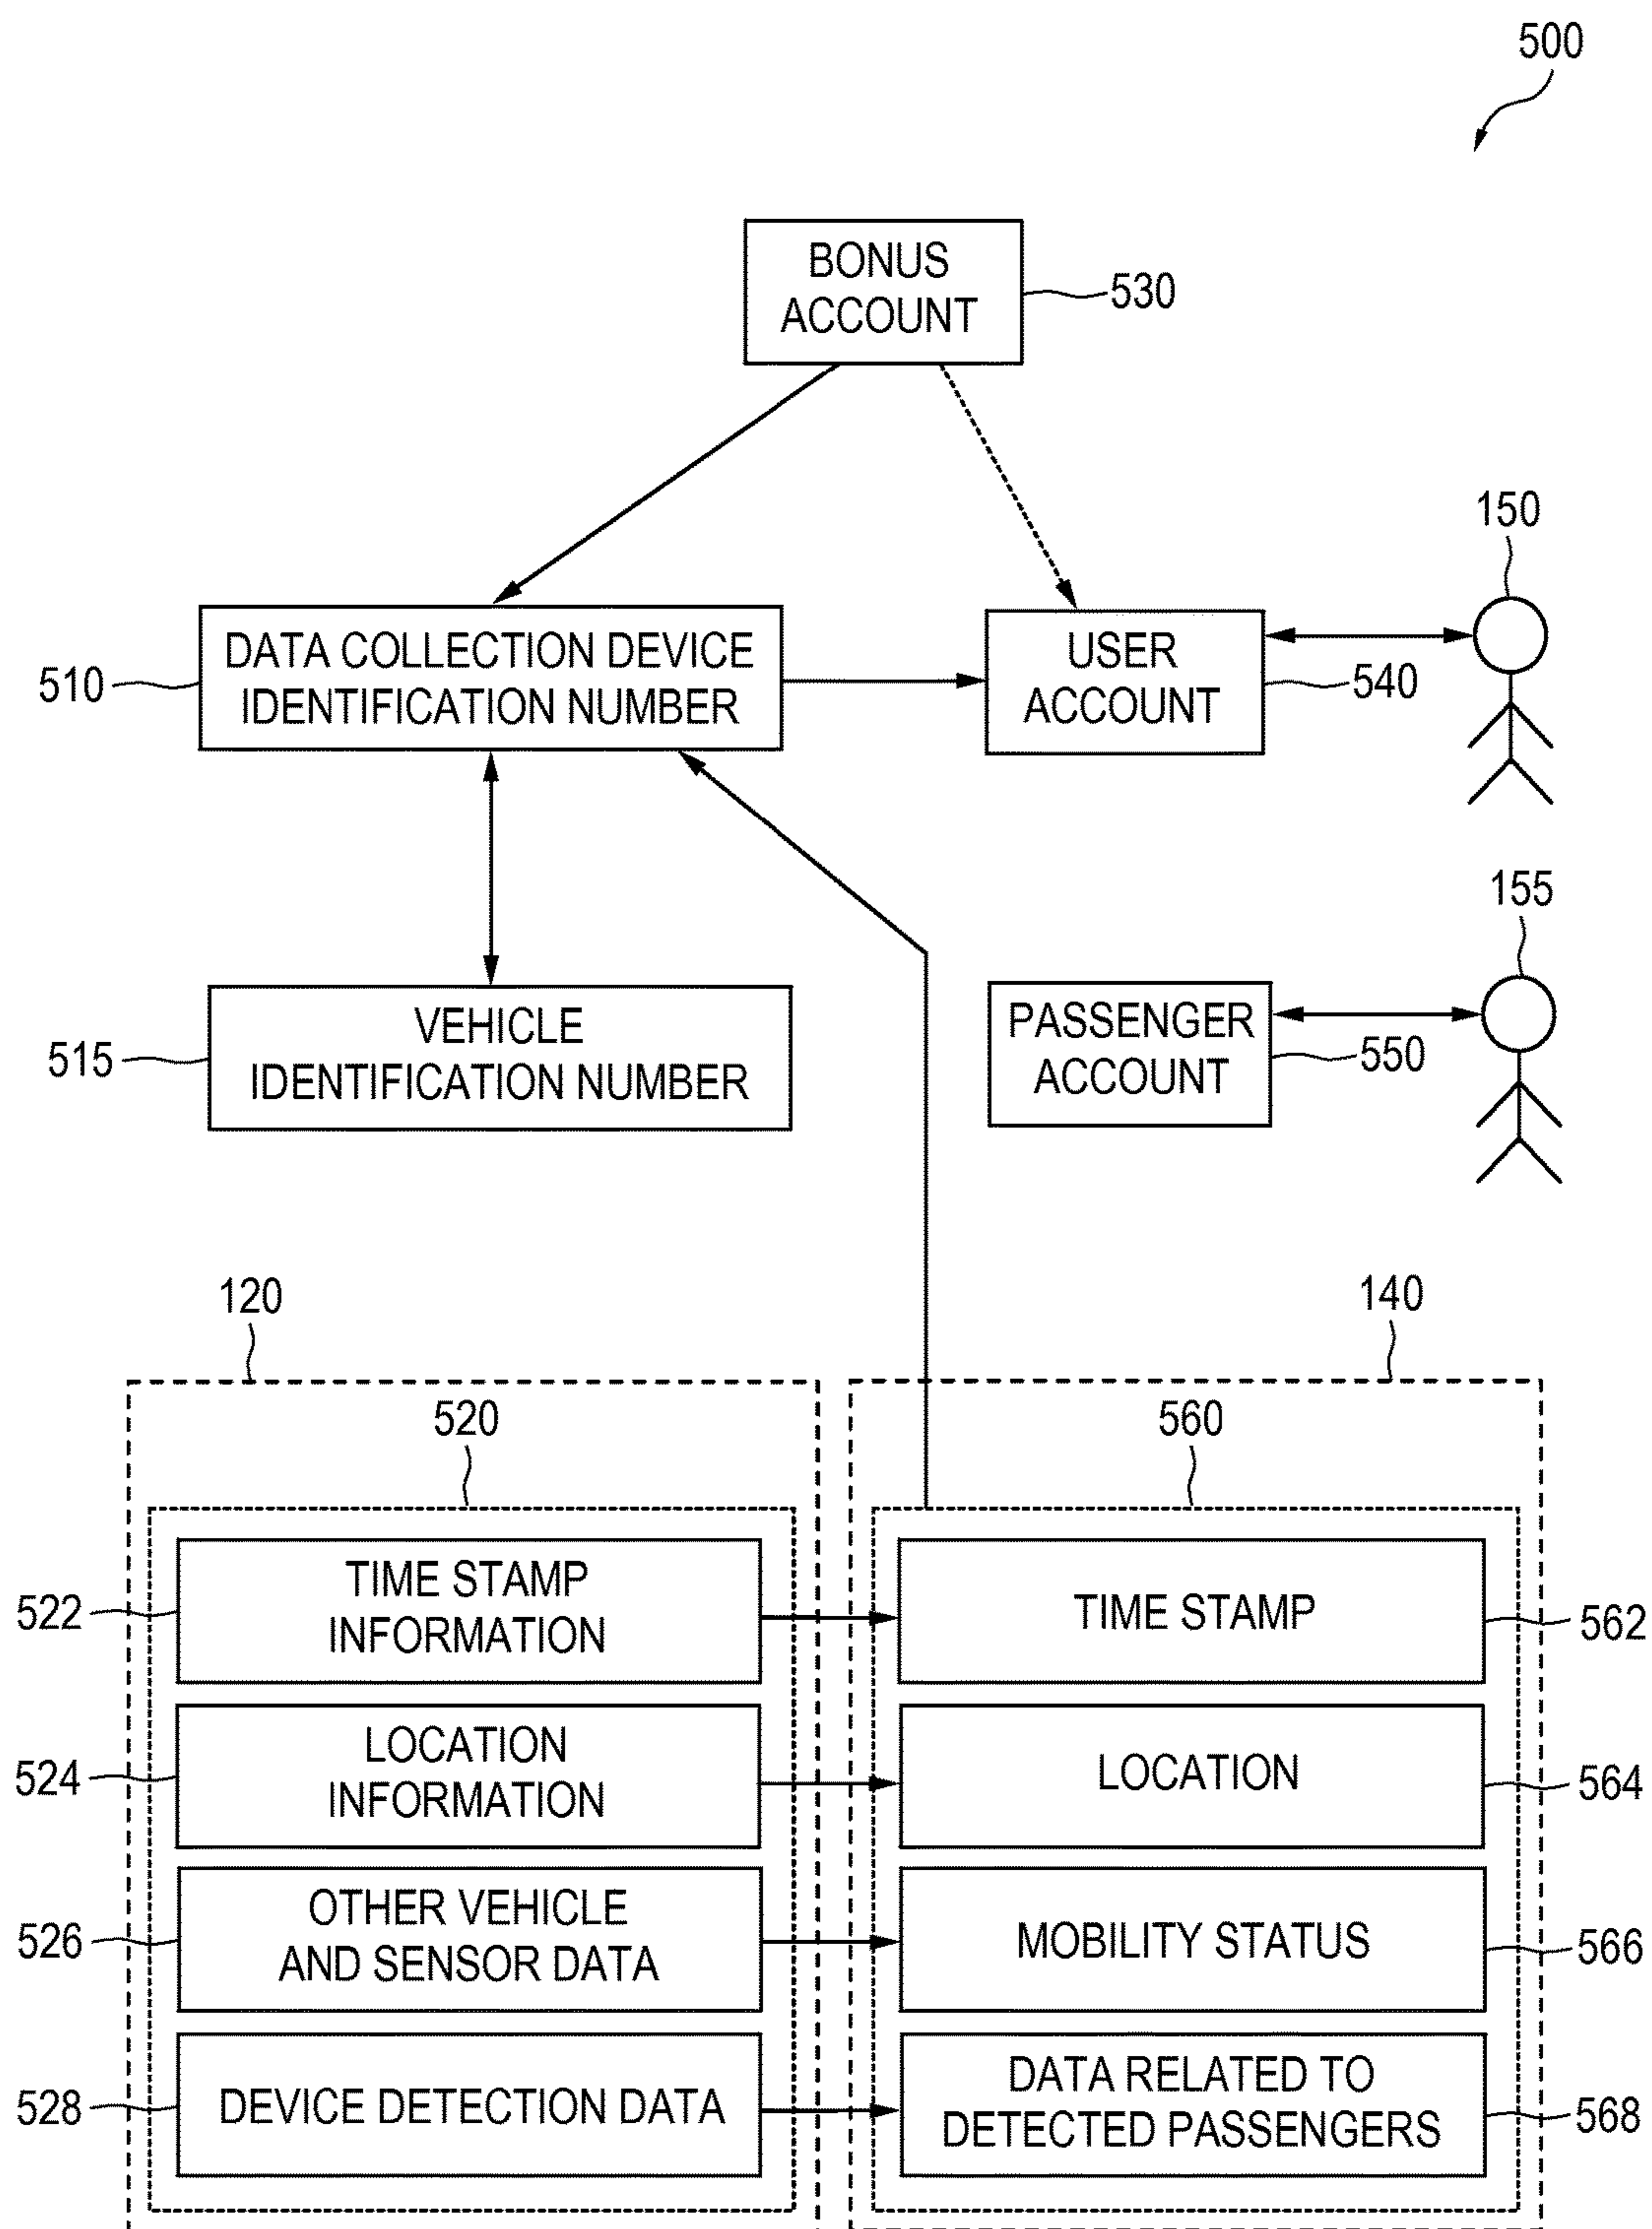 500
BONUS
ACCOUNT
530
150
DATA COLLECTION DEVICE
IDENTIFICATION NUMBER
510
USER
ACCOUNT
540
155
VEHICLE
IDENTIFICATION NUMBER
515
PASSENGER
ACCOUNT
550
120
140
520
560
TIME STAMP
INFORMATION
522
TIME STAMP
562
LOCATION
INFORMATION
524
LOCATION
564
OTHER VEHICLE
AND SENSOR DATA
526
MOBILITY STATUS
566
DEVICE DETECTION DATA
528
DATA RELATED TO
DETECTED PASSENGERS
568